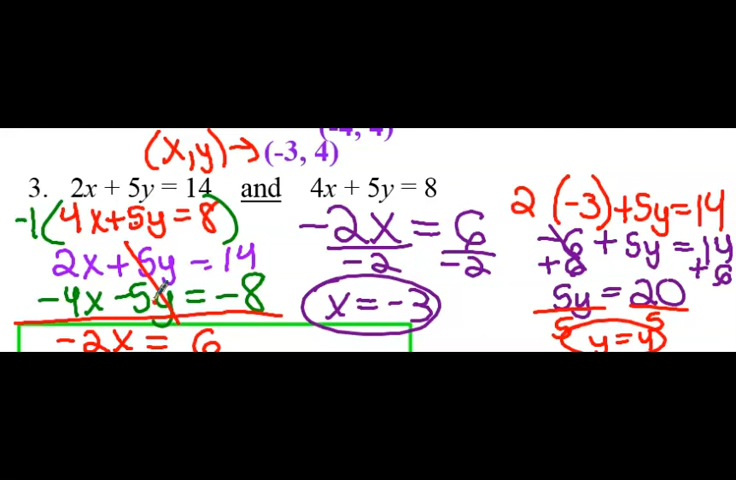 (x,y)→(-3, 4)
3. 2x + 5y = 14 and 4x + 5y = 8
-1(4x+5y=8)
2x+5y=14
-4x-5y=-8
-2x = 6
-2x = 6
-2 -2
x=-3
2(-3)+5y=14
-6+5y=14
+6 +6
5y=20
5 5
y=4